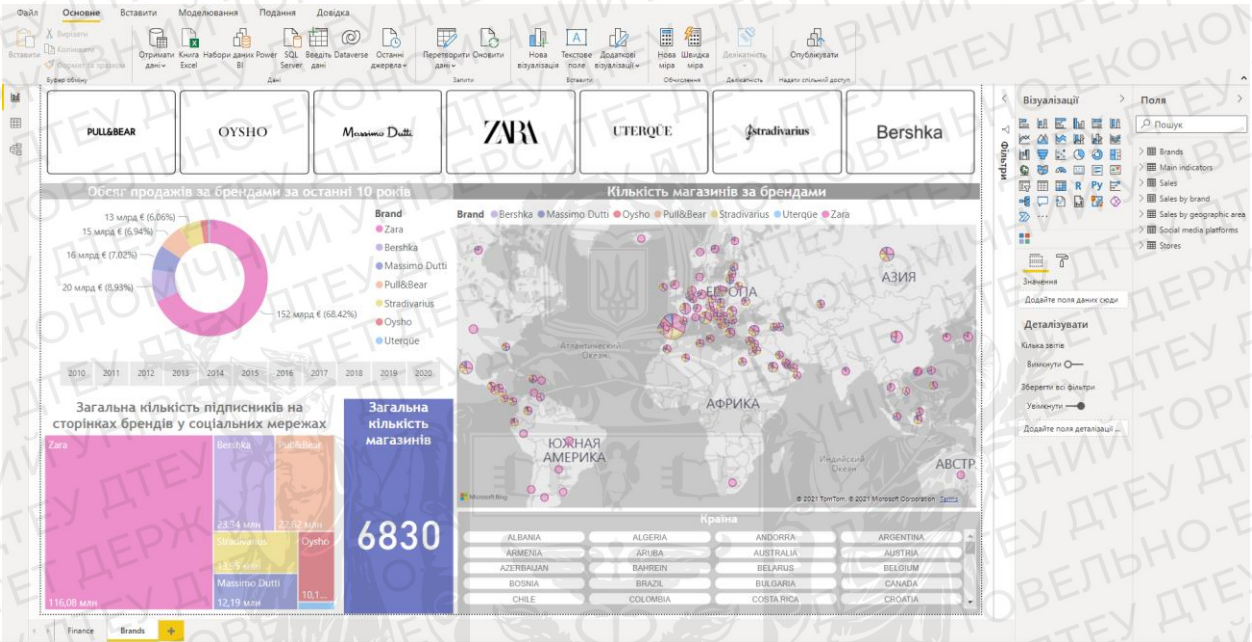 Файл Основне Вставити Моделювання Подання Довідка
Вставити
Вирізати
Копіювати
Формат за зразком
Буфер обміну
Отримати дані
Книга Excel
Набори даних Power BI
SQL Server
Введіть дані
Dataverse
Останні джерела
Дані
Перетворити дані
Оновити
Запити
Нова візуалізація
Текстове поле
Додаткові візуалізації
Вставити
Нова міра
Швидка міра
Обчислення
Делікатність
Делікатність
Опублікувати
Надати спільний доступ
PULL&BEAR
OYSHO
Massimo Dutti
ZARA
UTERQÜE
stradivarius
Bershka
Обсяг продажів за брендами за останні 10 років
13 млрд € (6,06%)
15 млрд € (6,94%)
16 млрд € (7,02%)
20 млрд € (8,93%)
152 млрд € (68,42%)
Brand
Zara
Bershka
Massimo Dutti
Pull&Bear
Stradivarius
Oysho
Uterqüe
2010 2011 2012 2013 2014 2015 2016 2017 2018 2019 2020
Кількість магазинів за брендами
Brand Bershka Massimo Dutti Oysho Pull&Bear Stradivarius Uterqüe Zara
АЗИЯ
ЕВРОПА
Атлантический
Океан
АФРИКА
ЮЖНАЯ
АМЕРИКА
Индийский
Океан
АВСТР
Microsoft Bing
© 2021 TomTom, © 2021 Microsoft Corporation Terms
Загальна кількість підписників на
сторінках брендів у соціальних мережах
Zara
116,08 млн
Bershka
23,54 млн
Pull&Bear
22,62 млн
Stradivarius
Oysho
10,1...
Massimo Dutti
12,19 млн
Загальна
кількість
магазинів
6830
Країна
ALBANIA ALGERIA ANDORRA ARGENTINA
ARMENIA ARUBA AUSTRALIA AUSTRIA
AZERBAIJAN BAHREIN BELARUS BELGIUM
BOSNIA BRAZIL BULGARIA CANADA
CHILE COLOMBIA COSTA RICA CROATIA
Фільтри
Візуалізації
R Py
Значення
Додайте поля даних сюди
Деталізувати
Кілька звітів
Вимкнути
Зберегти всі фільтри
Увімкнути
Додайте поля деталізації ...
Поля
Пошук
Brands
Main indicators
Sales
Sales by brand
Sales by geographic area
Social media platforms
Stores
Finance Brands